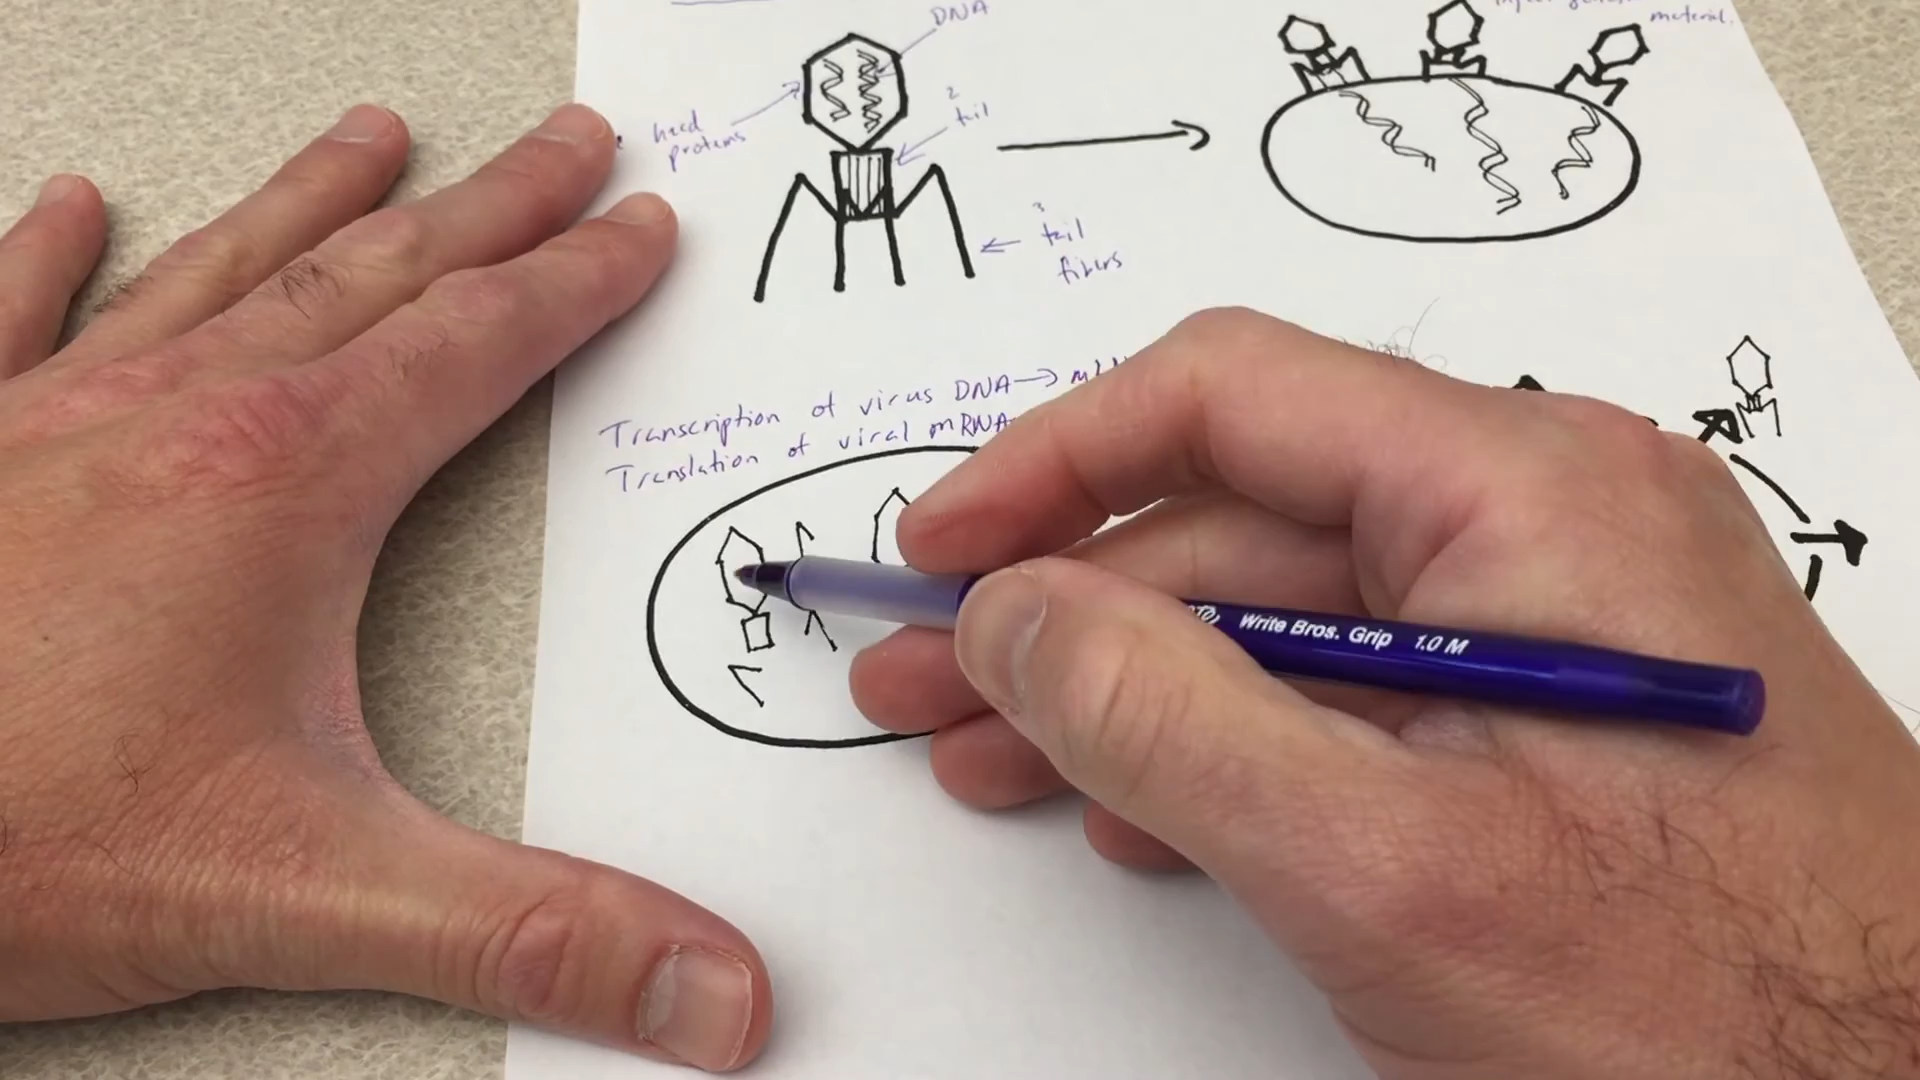 DNA
material.
head
proteins
2
tail
3
tail
fibers
Transcription of virus DNA →
Translation of viral mRNA
Write Bros. Grip 1.0 M